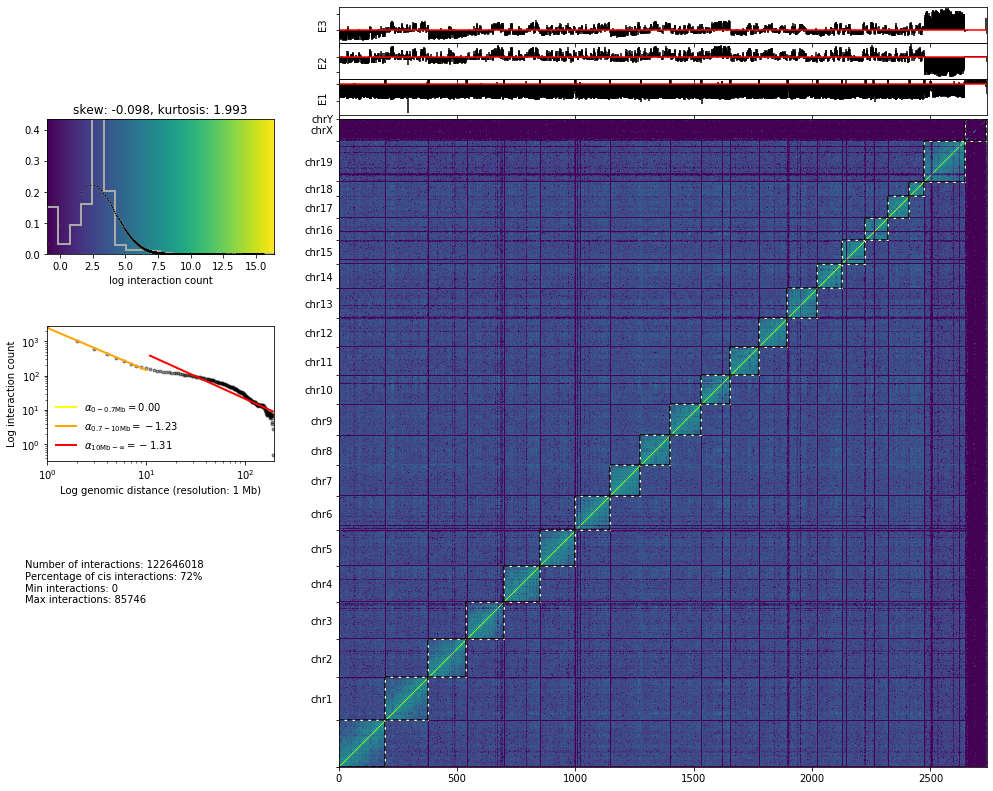 E3
E2
E1
skew: -0.098, kurtosis: 1.993
0.4
0.3
0.2
0.1
0.0
0.0 2.5 5.0 7.5 10.0 12.5 15.0
log interaction count
Log interaction count
10³
10²
10¹
10⁰
α₀₋₀.₇Mb = 0.00
α₀.₇₋₁₀Mb = −1.23
α₁₀Mb₋∞ = −1.31
10⁰ 10¹ 10²
Log genomic distance (resolution: 1 Mb)
Number of interactions: 122646018
Percentage of cis interactions: 72%
Min interactions: 0
Max interactions: 85746
chrY
chrX
chr19
chr18
chr17
chr16
chr15
chr14
chr13
chr12
chr11
chr10
chr9
chr8
chr7
chr6
chr5
chr4
chr3
chr2
chr1
0 500 1000 1500 2000 2500